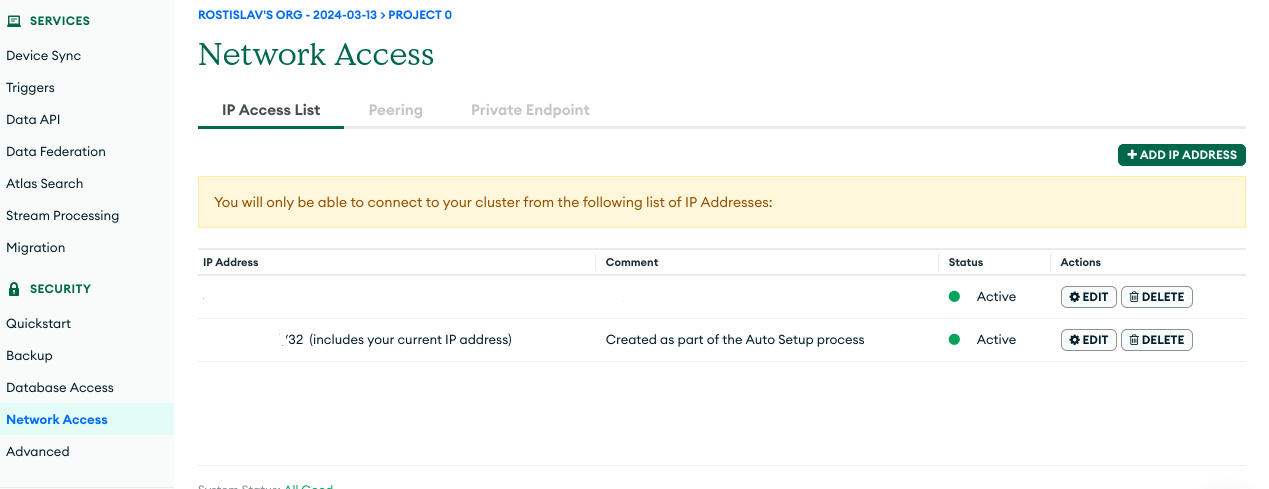 SERVICES
Device Sync
Triggers
Data API
Data Federation
Atlas Search
Stream Processing
Migration
SECURITY
Quickstart
Backup
Database Access
Network Access
Advanced
ROSTISLAV'S ORG - 2024-03-13 > PROJECT 0
Network Access
IP Access List Peering Private Endpoint
+ ADD IP ADDRESS
You will only be able to connect to your cluster from the following list of IP Addresses:
IP Address Comment Status Actions
Active EDIT DELETE
/32 (includes your current IP address) Created as part of the Auto Setup process Active EDIT DELETE
System Status: All Good